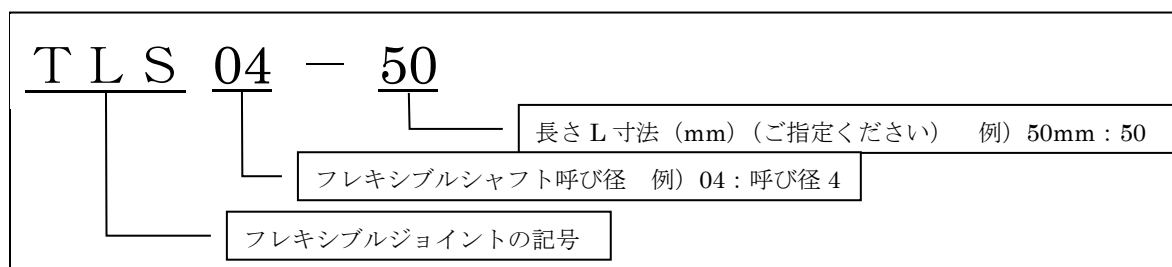 ＴＬＳ 04 － 50
長さ L 寸法（mm）（ご指定ください）　例）50mm：50
フレキシブルシャフト呼び径　例）04：呼び径 4
フレキシブルジョイントの記号